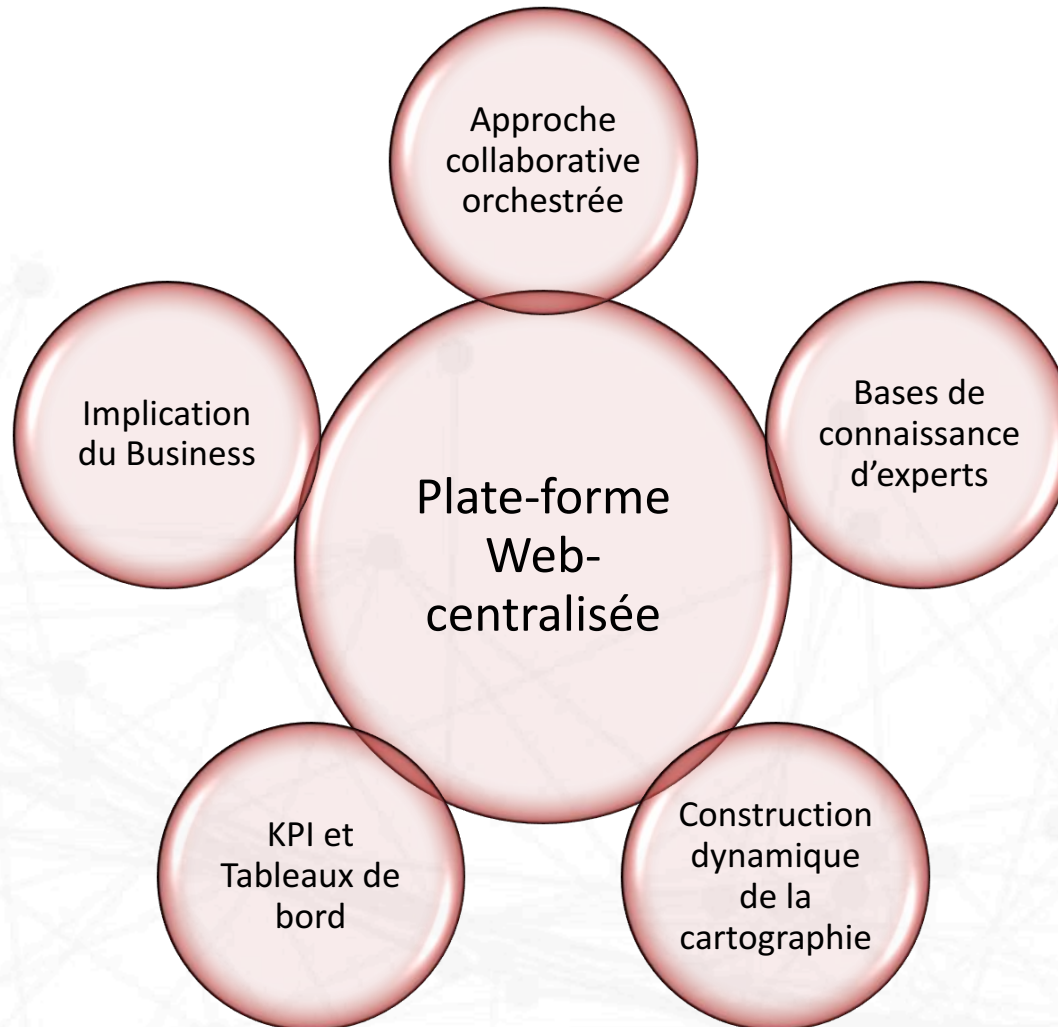 Approche
collaborative
orchestrée
Bases de
connaissance
d’experts
Implication
du Business
Plate-forme
Web-
centralisée
Construction
dynamique
de la
cartographie
KPI et
Tableaux de
bord